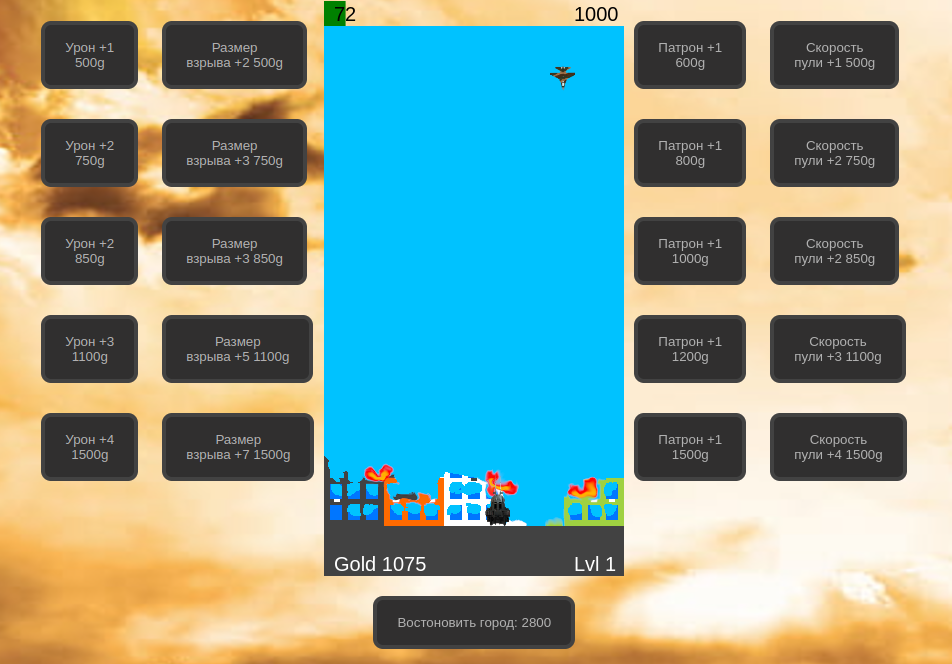 72 1000
Урон +1
500g
Размер
взрыва +2 500g
Патрон +1
600g
Скорость
пули +1 500g
Урон +2
750g
Размер
взрыва +3 750g
Патрон +1
800g
Скорость
пули +2 750g
Урон +2
850g
Размер
взрыва +3 850g
Патрон +1
1000g
Скорость
пули +2 850g
Урон +3
1100g
Размер
взрыва +5 1100g
Патрон +1
1200g
Скорость
пули +3 1100g
Урон +4
1500g
Размер
взрыва +7 1500g
Патрон +1
1500g
Скорость
пули +4 1500g
Gold 1075 Lvl 1
Востоновить город: 2800